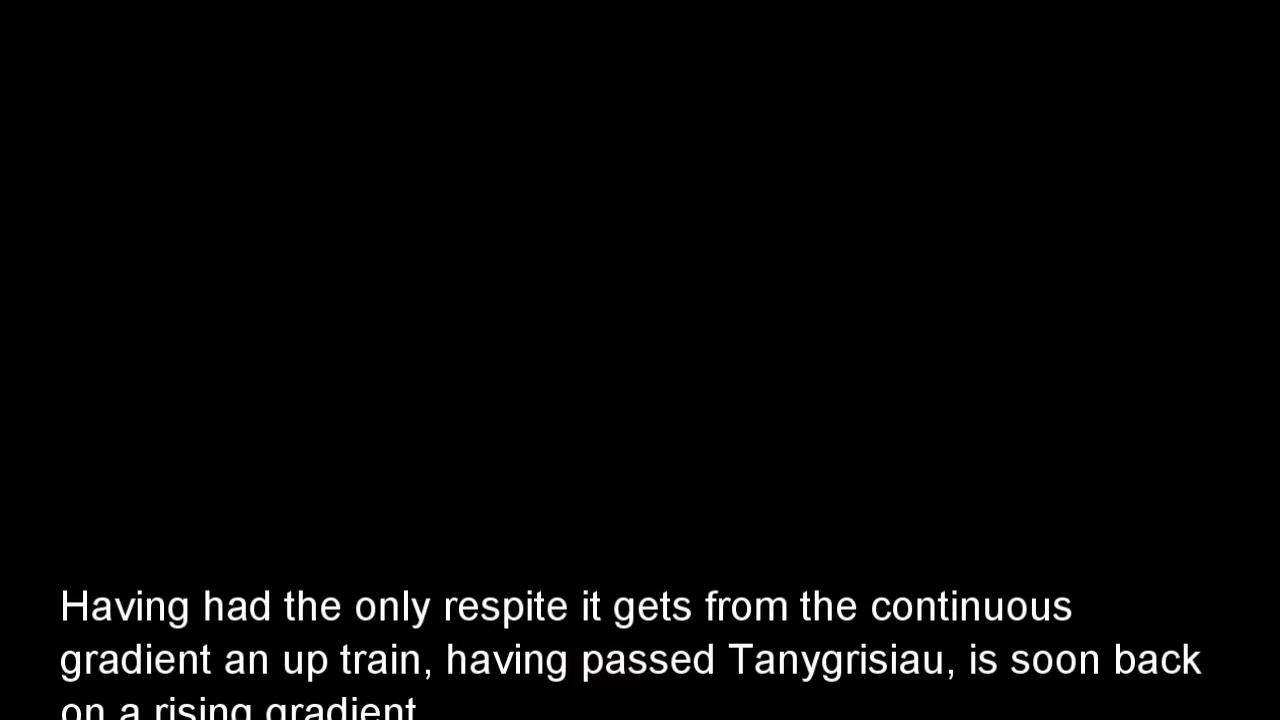 Having had the only respite it gets from the continuous
gradient an up train, having passed Tanygrisiau, is soon back
on a rising gradient